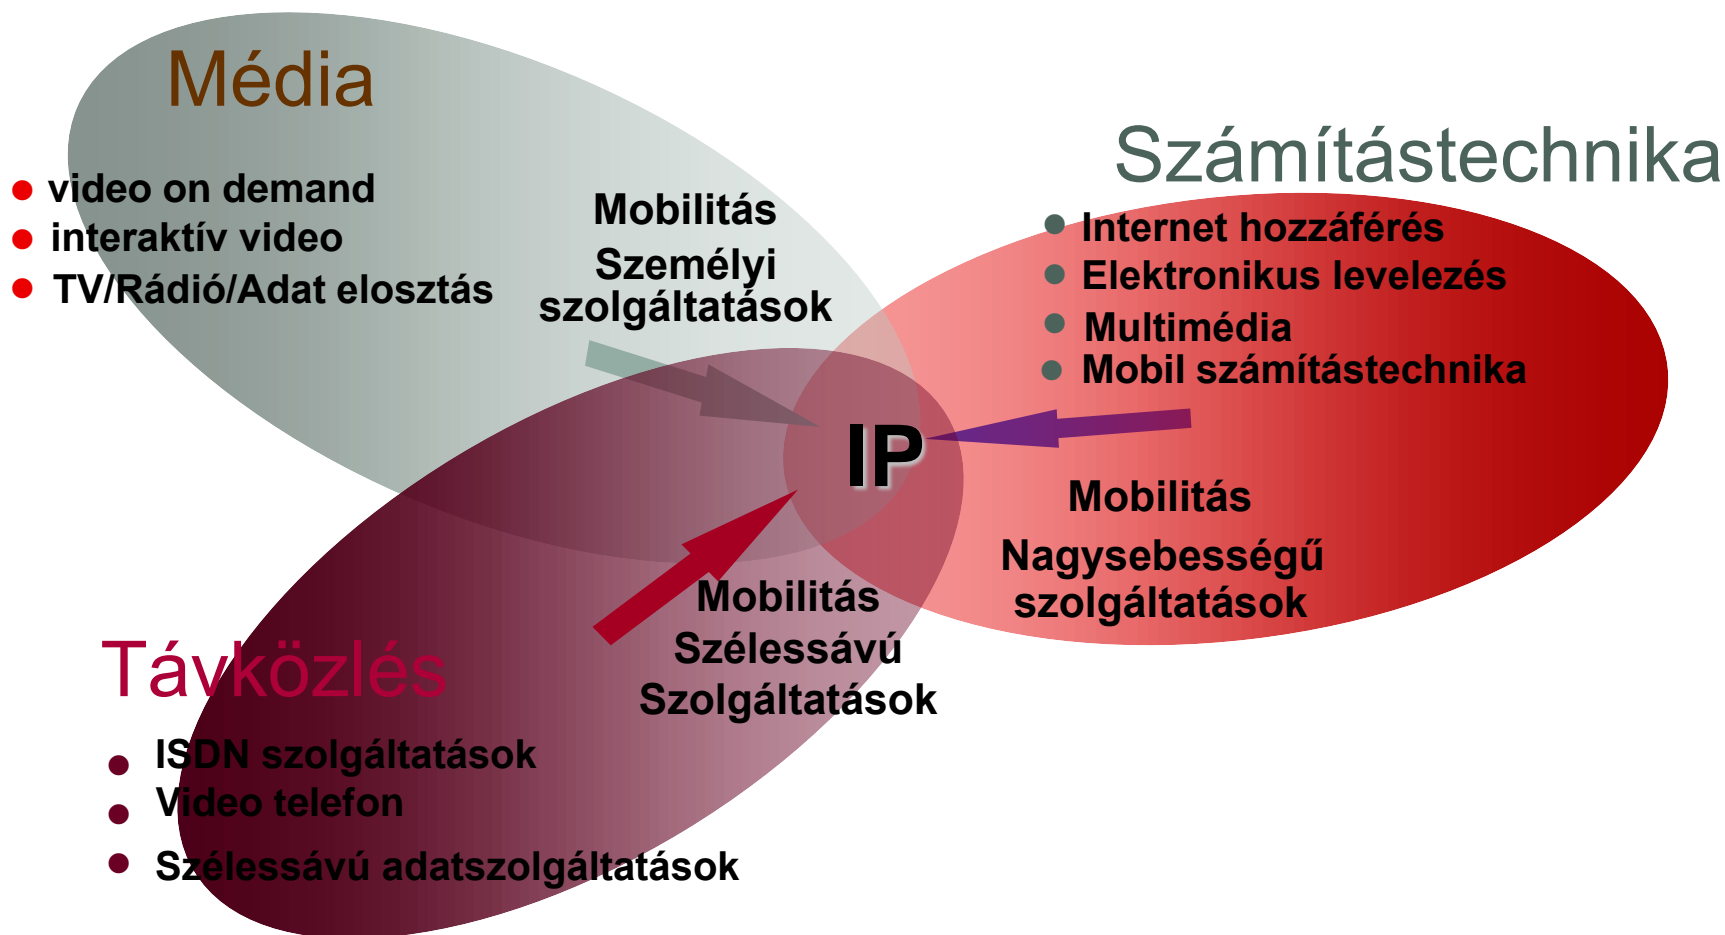 Média
• video on demand
• interaktív video
• TV/Rádió/Adat elosztás
Mobilitás
Személyi
szolgáltatások
Számítástechnika
• Internet hozzáférés
• Elektronikus levelezés
• Multimédia
• Mobil számítástechnika
IP
Mobilitás
Nagysebességű
szolgáltatások
Mobilitás
Szélessávú
Szolgáltatások
Távközlés
• ISDN szolgáltatások
• Video telefon
• Szélessávú adatszolgáltatások